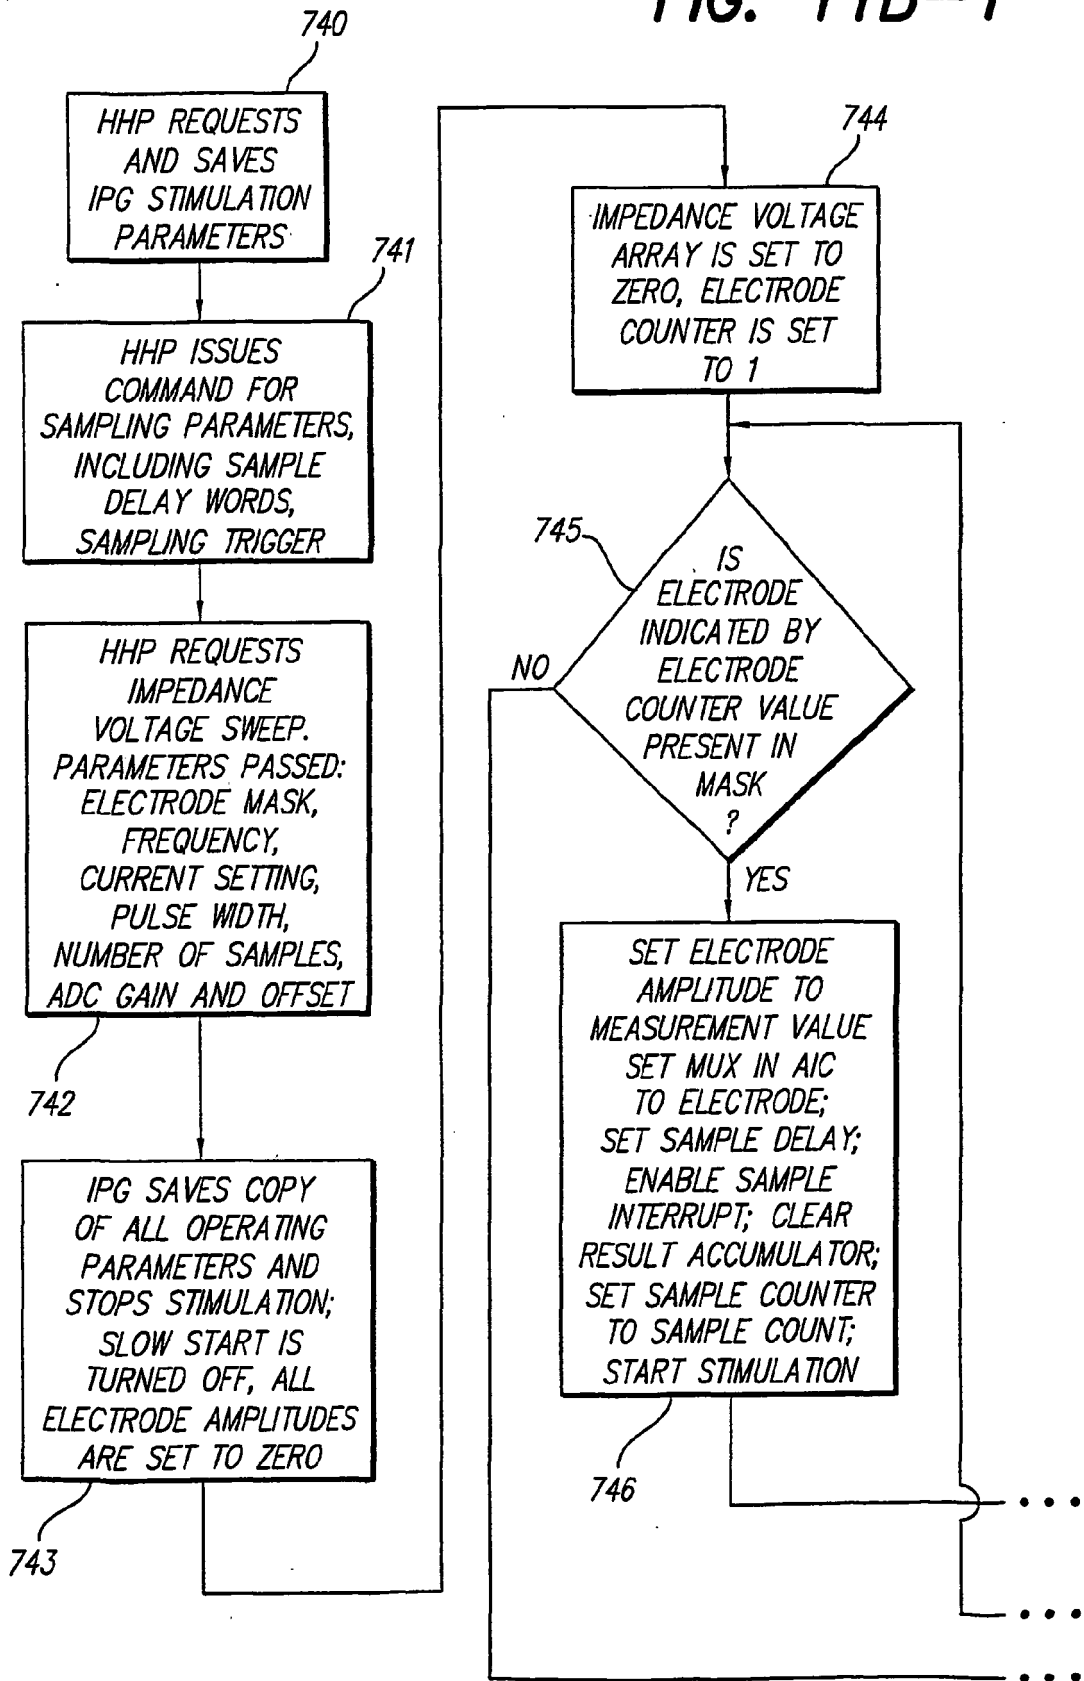 740
HHP REQUESTS
AND SAVES
IPG STIMULATION
PARAMETERS
741
HHP ISSUES
COMMAND FOR
SAMPLING PARAMETERS,
INCLUDING SAMPLE
DELAY WORDS,
SAMPLING TRIGGER
HHP REQUESTS
IMPEDANCE
VOLTAGE SWEEP.
PARAMETERS PASSED:
ELECTRODE MASK,
FREQUENCY,
CURRENT SETTING,
PULSE WIDTH,
NUMBER OF SAMPLES,
ADC GAIN AND OFFSET
742
IPG SAVES COPY
OF ALL OPERATING
PARAMETERS AND
STOPS STIMULATION;
SLOW START IS
TURNED OFF, ALL
ELECTRODE AMPLITUDES
ARE SET TO ZERO
743
744
IMPEDANCE VOLTAGE
ARRAY IS SET TO
ZERO, ELECTRODE
COUNTER IS SET
TO 1
745
IS
ELECTRODE
INDICATED BY
ELECTRODE
COUNTER VALUE
PRESENT IN
MASK
?
NO
YES
SET ELECTRODE
AMPLITUDE TO
MEASUREMENT VALUE
SET MUX IN AIC
TO ELECTRODE;
SET SAMPLE DELAY;
ENABLE SAMPLE
INTERRUPT; CLEAR
RESULT ACCUMULATOR;
SET SAMPLE COUNTER
TO SAMPLE COUNT;
START STIMULATION
746